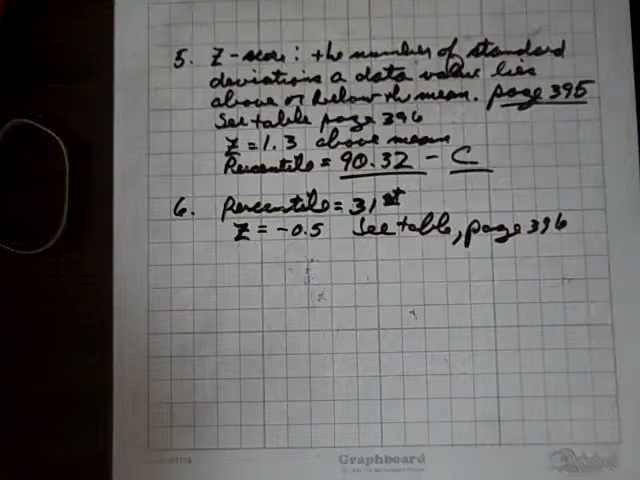 5. Z-score: the number of standard
deviations a data value lies
above or below the mean. page 395
See table page 396
Z = 1.3 above mean
Percentile = 90.32 - C
6. Percentile = 31st
Z = -0.5 See table, page 396
Graphboard